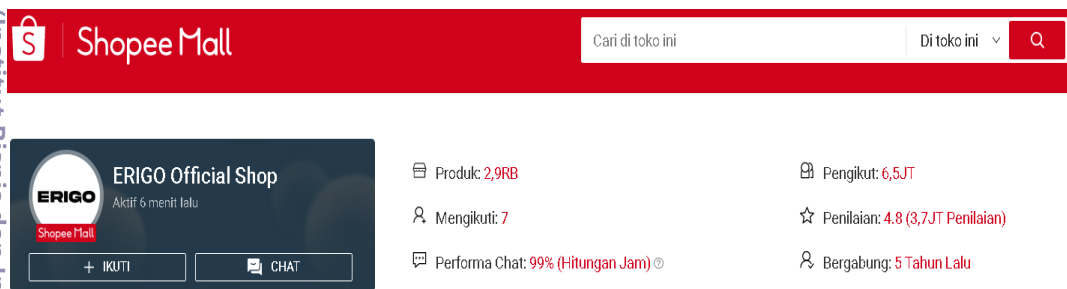 S Shopee Mall
Cari di toko ini
Di toko ini
ERIGO
Shopee Mall
ERIGO Official Shop
Aktif 6 menit lalu
+ IKUTI
CHAT
Produk: 2,9RB
Mengikuti: 7
Performa Chat: 99% (Hitungan Jam) ?
Pengikut: 6,5JT
Penilaian: 4.8 (3,7JT Penilaian)
Bergabung: 5 Tahun Lalu